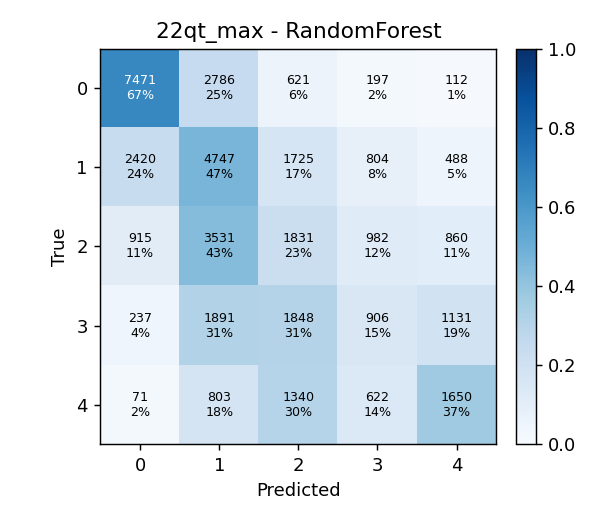 22qt_max - RandomForest
0 7471 2786 621 197 112
67% 25% 6% 2% 1%
1 2420 4747 1725 804 488
24% 47% 17% 8% 5%
True
2 915 3531 1831 982 860
11% 43% 23% 12% 11%
3 237 1891 1848 906 1131
4% 31% 31% 15% 19%
4 71 803 1340 622 1650
2% 18% 30% 14% 37%
0 1 2 3 4
Predicted
1.0
0.8
0.6
0.4
0.2
0.0